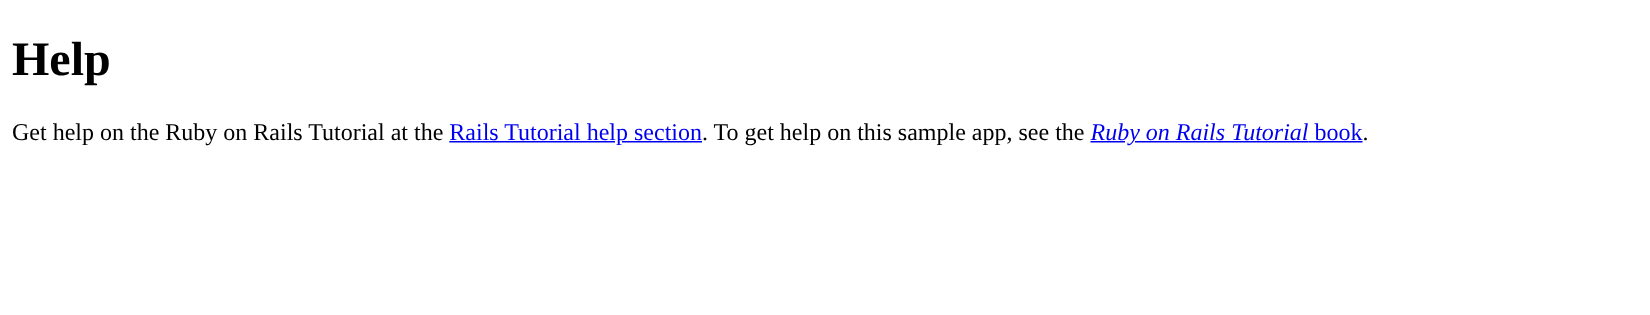 Help
Get help on the Ruby on Rails Tutorial at the Rails Tutorial help section. To get help on this sample app, see the Ruby on Rails Tutorial book.